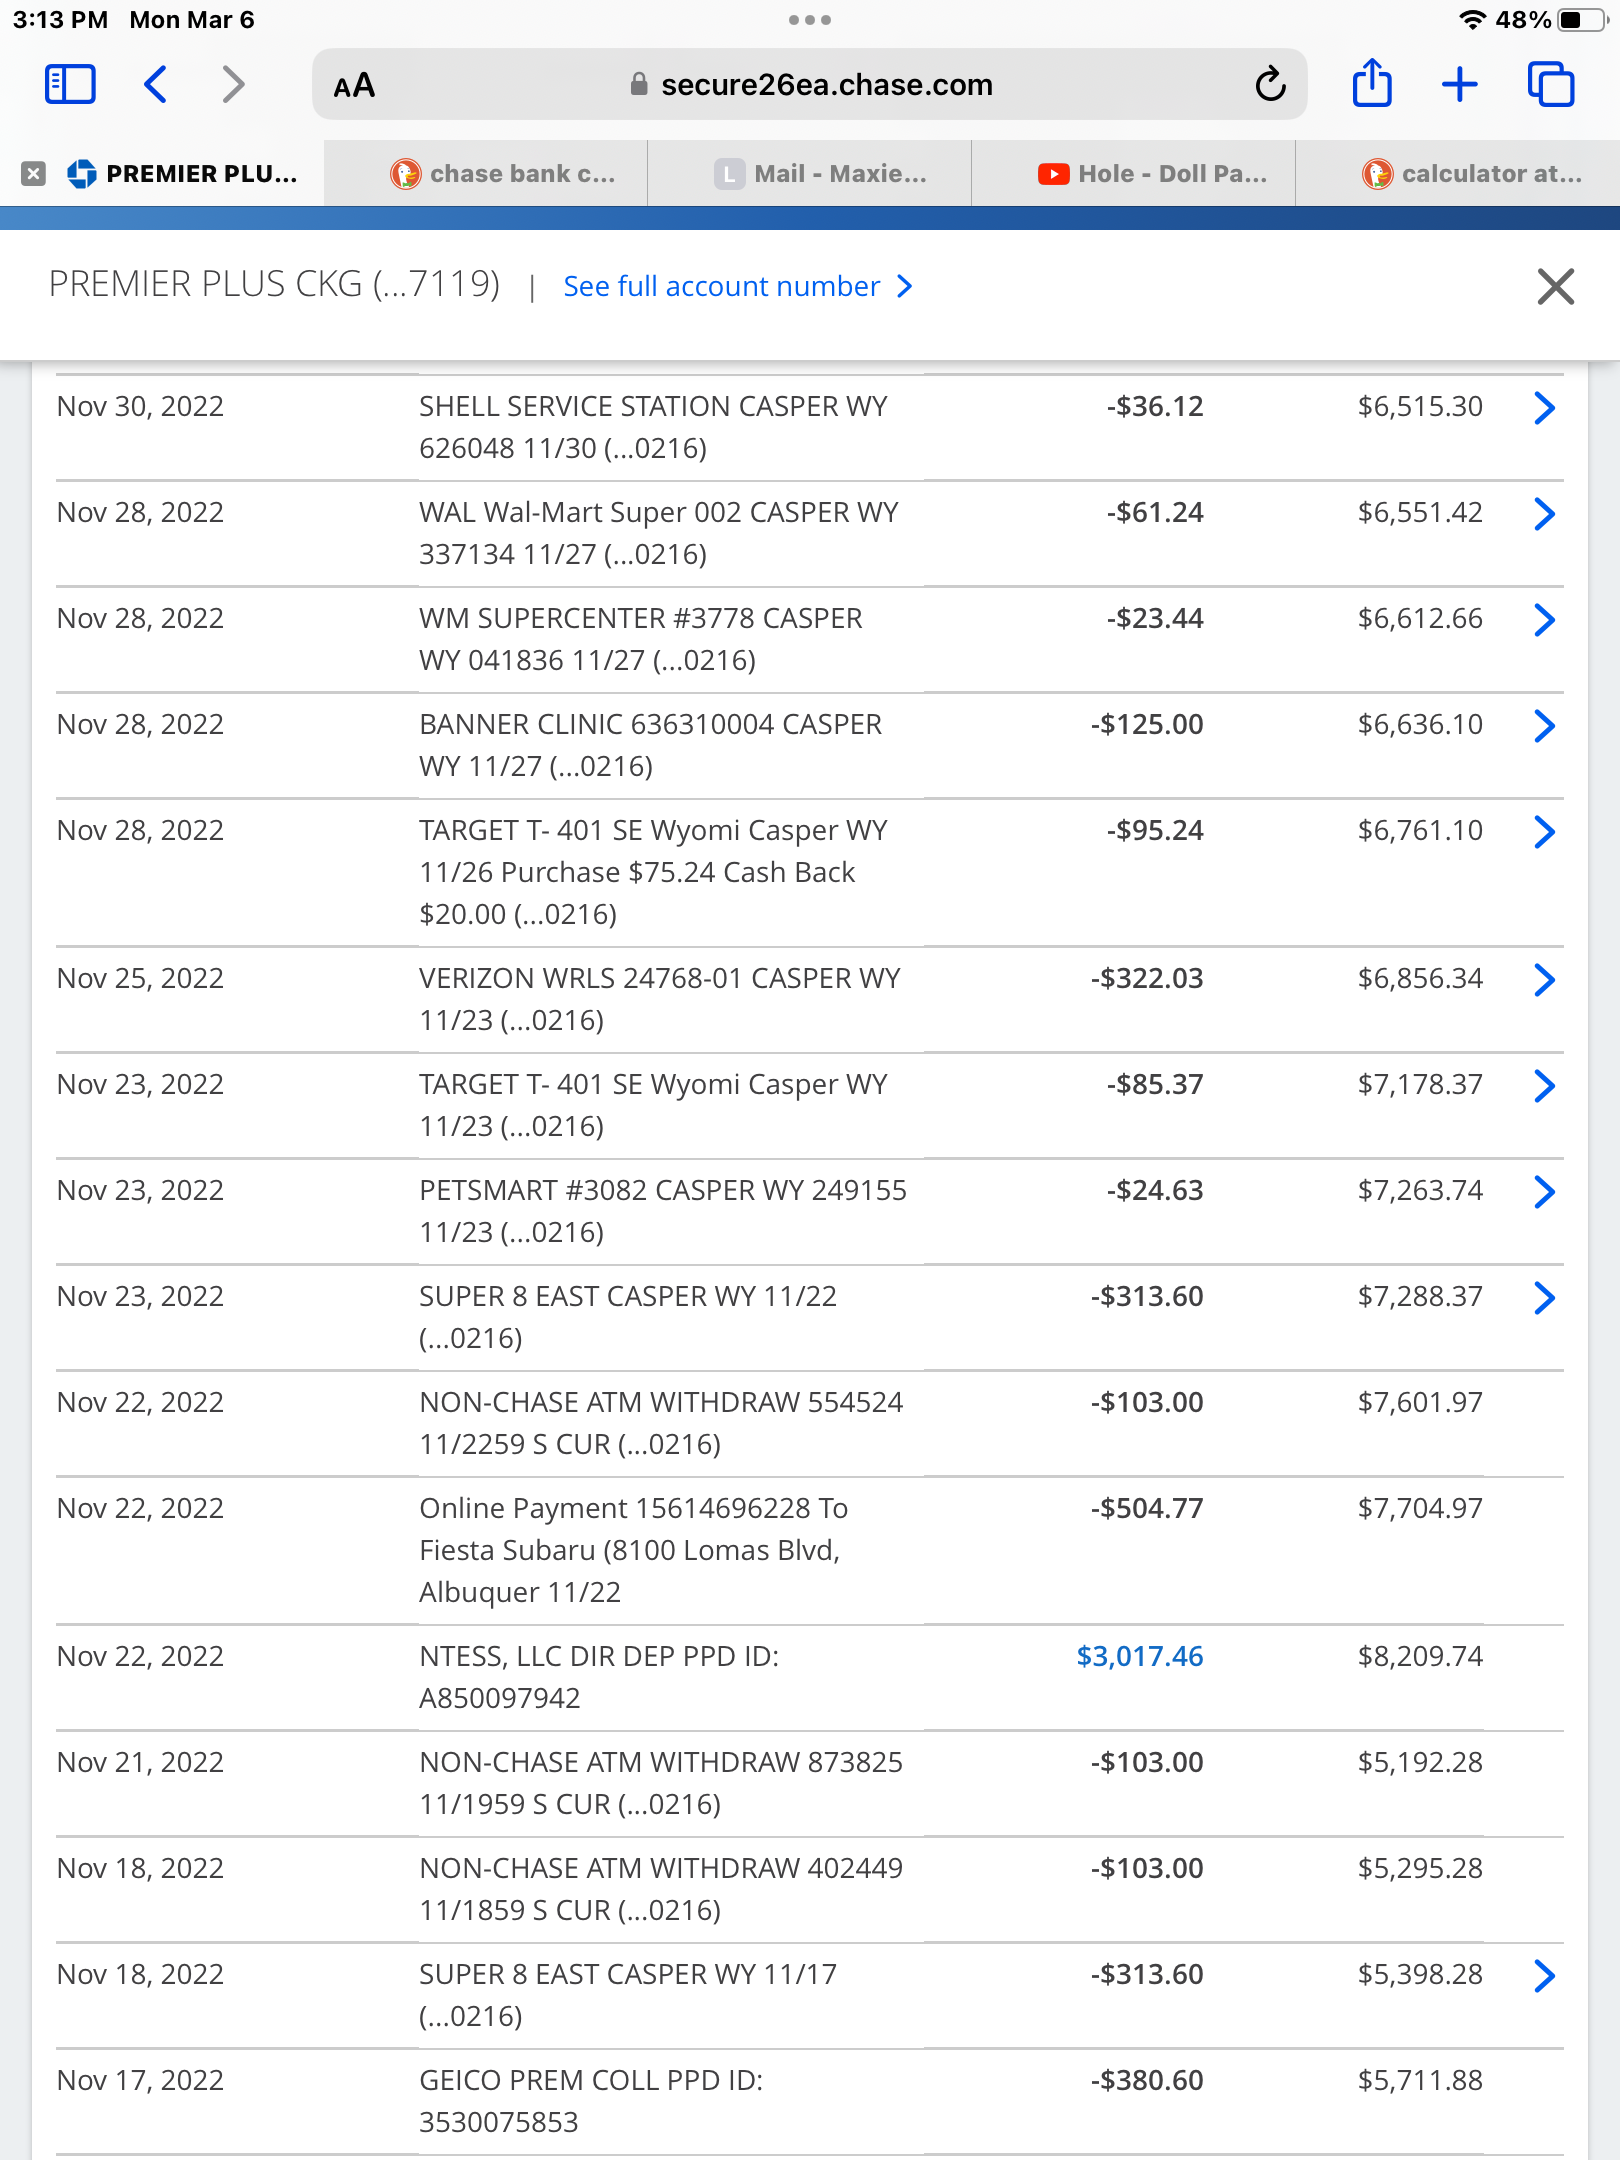 3:13 PM Mon Mar 6 48%
AA secure26ea.chase.com
PREMIER PLU... chase bank c... L Mail - Maxie... Hole - Doll Pa... calculator at...
PREMIER PLUS CKG (...7119) | See full account number
Nov 30, 2022 SHELL SERVICE STATION CASPER WY -$36.12 $6,515.30
626048 11/30 (...0216)
Nov 28, 2022 WAL Wal-Mart Super 002 CASPER WY -$61.24 $6,551.42
337134 11/27 (...0216)
Nov 28, 2022 WM SUPERCENTER #3778 CASPER -$23.44 $6,612.66
WY 041836 11/27 (...0216)
Nov 28, 2022 BANNER CLINIC 636310004 CASPER -$125.00 $6,636.10
WY 11/27 (...0216)
Nov 28, 2022 TARGET T- 401 SE Wyomi Casper WY -$95.24 $6,761.10
11/26 Purchase $75.24 Cash Back
$20.00 (...0216)
Nov 25, 2022 VERIZON WRLS 24768-01 CASPER WY -$322.03 $6,856.34
11/23 (...0216)
Nov 23, 2022 TARGET T- 401 SE Wyomi Casper WY -$85.37 $7,178.37
11/23 (...0216)
Nov 23, 2022 PETSMART #3082 CASPER WY 249155 -$24.63 $7,263.74
11/23 (...0216)
Nov 23, 2022 SUPER 8 EAST CASPER WY 11/22 -$313.60 $7,288.37
(...0216)
Nov 22, 2022 NON-CHASE ATM WITHDRAW 554524 -$103.00 $7,601.97
11/2259 S CUR (...0216)
Nov 22, 2022 Online Payment 15614696228 To -$504.77 $7,704.97
Fiesta Subaru (8100 Lomas Blvd,
Albuquer 11/22
Nov 22, 2022 NTESS, LLC DIR DEP PPD ID: $3,017.46 $8,209.74
A850097942
Nov 21, 2022 NON-CHASE ATM WITHDRAW 873825 -$103.00 $5,192.28
11/1959 S CUR (...0216)
Nov 18, 2022 NON-CHASE ATM WITHDRAW 402449 -$103.00 $5,295.28
11/1859 S CUR (...0216)
Nov 18, 2022 SUPER 8 EAST CASPER WY 11/17 -$313.60 $5,398.28
(...0216)
Nov 17, 2022 GEICO PREM COLL PPD ID: -$380.60 $5,711.88
3530075853